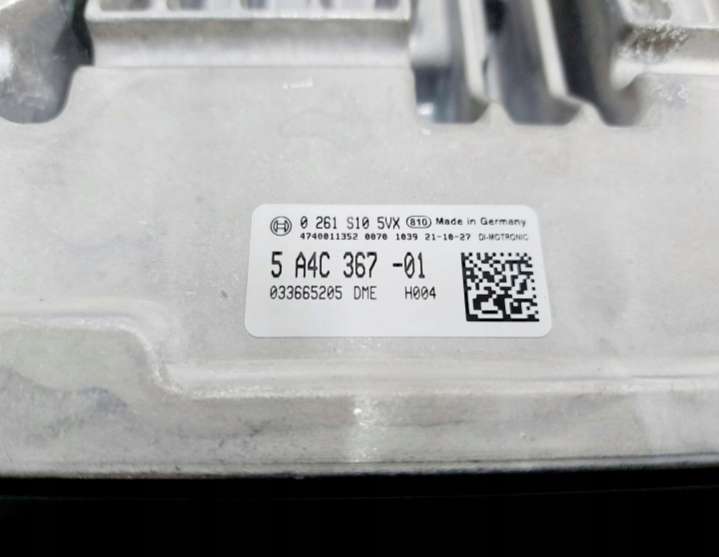 0 261 S10 5VX 810 Made in Germany
4740011352 0070 1039 21-10-27 DI-MOTRONIC
5 A4C 367 -01
033665205 DME H004